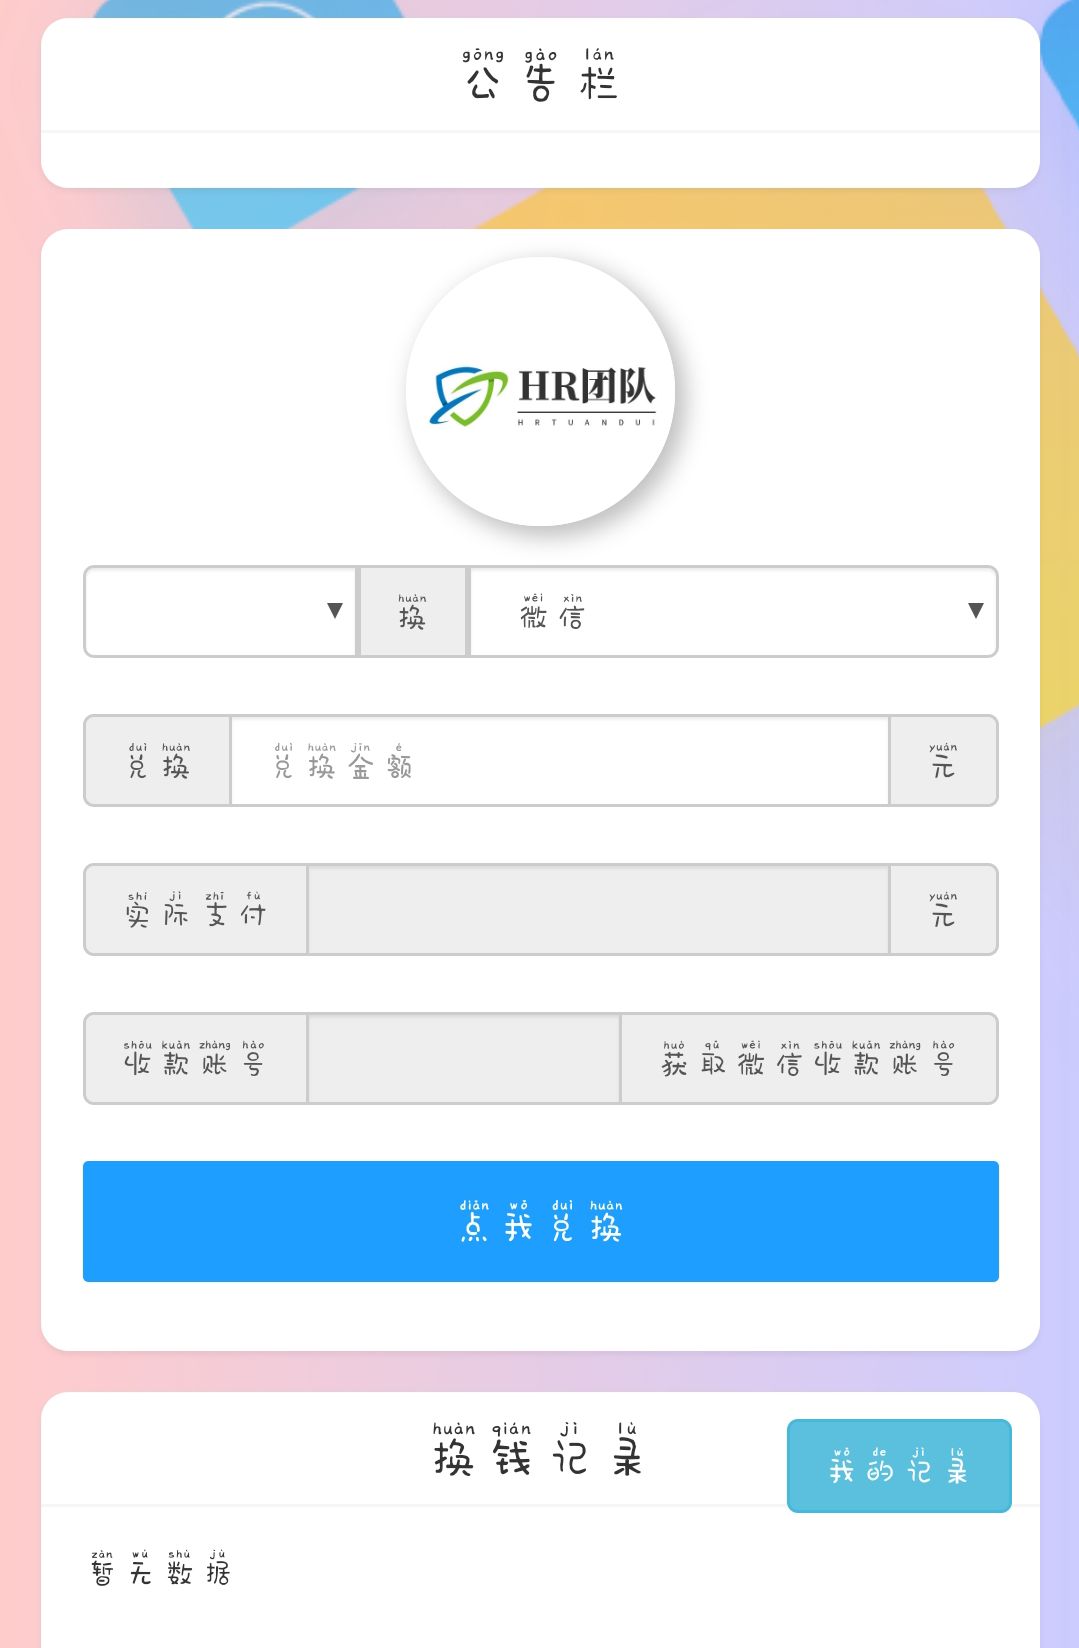 gōng gào lán
公告栏
HR团队
HRTUANDUI
huàn wēi xìn
换 微信
duì huàn duì huàn jīn é yuán
兑换 兑换金额 元
shí jì zhī fù yuán
实际支付 元
shōu kuǎn zhàng hào huò qǔ wēi xìn shōu kuǎn zhàng hào
收款账号 获取微信收款账号
diǎn wǒ duì huàn
点我兑换
huàn qián jì lù
换钱记录
wǒ de jì lù
我的记录
zàn wú shù jù
暂无数据